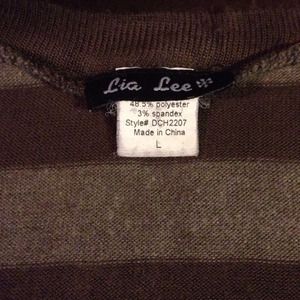 Lia Lee
48.5% polyester
3% spandex
Style# DCH2207
Made in China
L